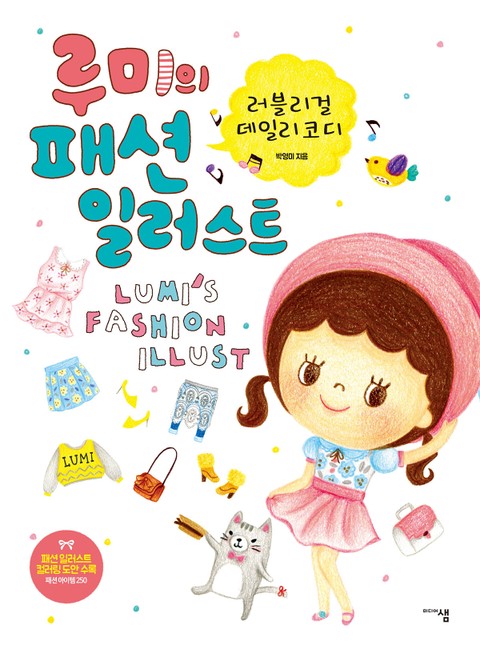 루미의
패션
일러스트
러블리걸
데일리코디
박영미 지음
LUMI'S
FASHION
ILLUST
LUMI
패션 일러스트
컬러링 도안 수록
패션 아이템 250
미디어샘